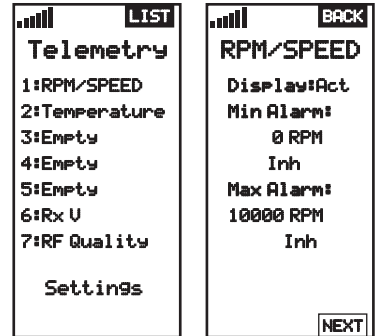 LIST
Telemetry
1:RPM/SPEED
2:Temperature
3:Empty
4:Empty
5:Empty
6:Rx V
7:RF Quality
Settings
BACK
RPM/SPEED
Display:Act
Min Alarm:
0 RPM
Inh
Max Alarm:
10000 RPM
Inh
NEXT